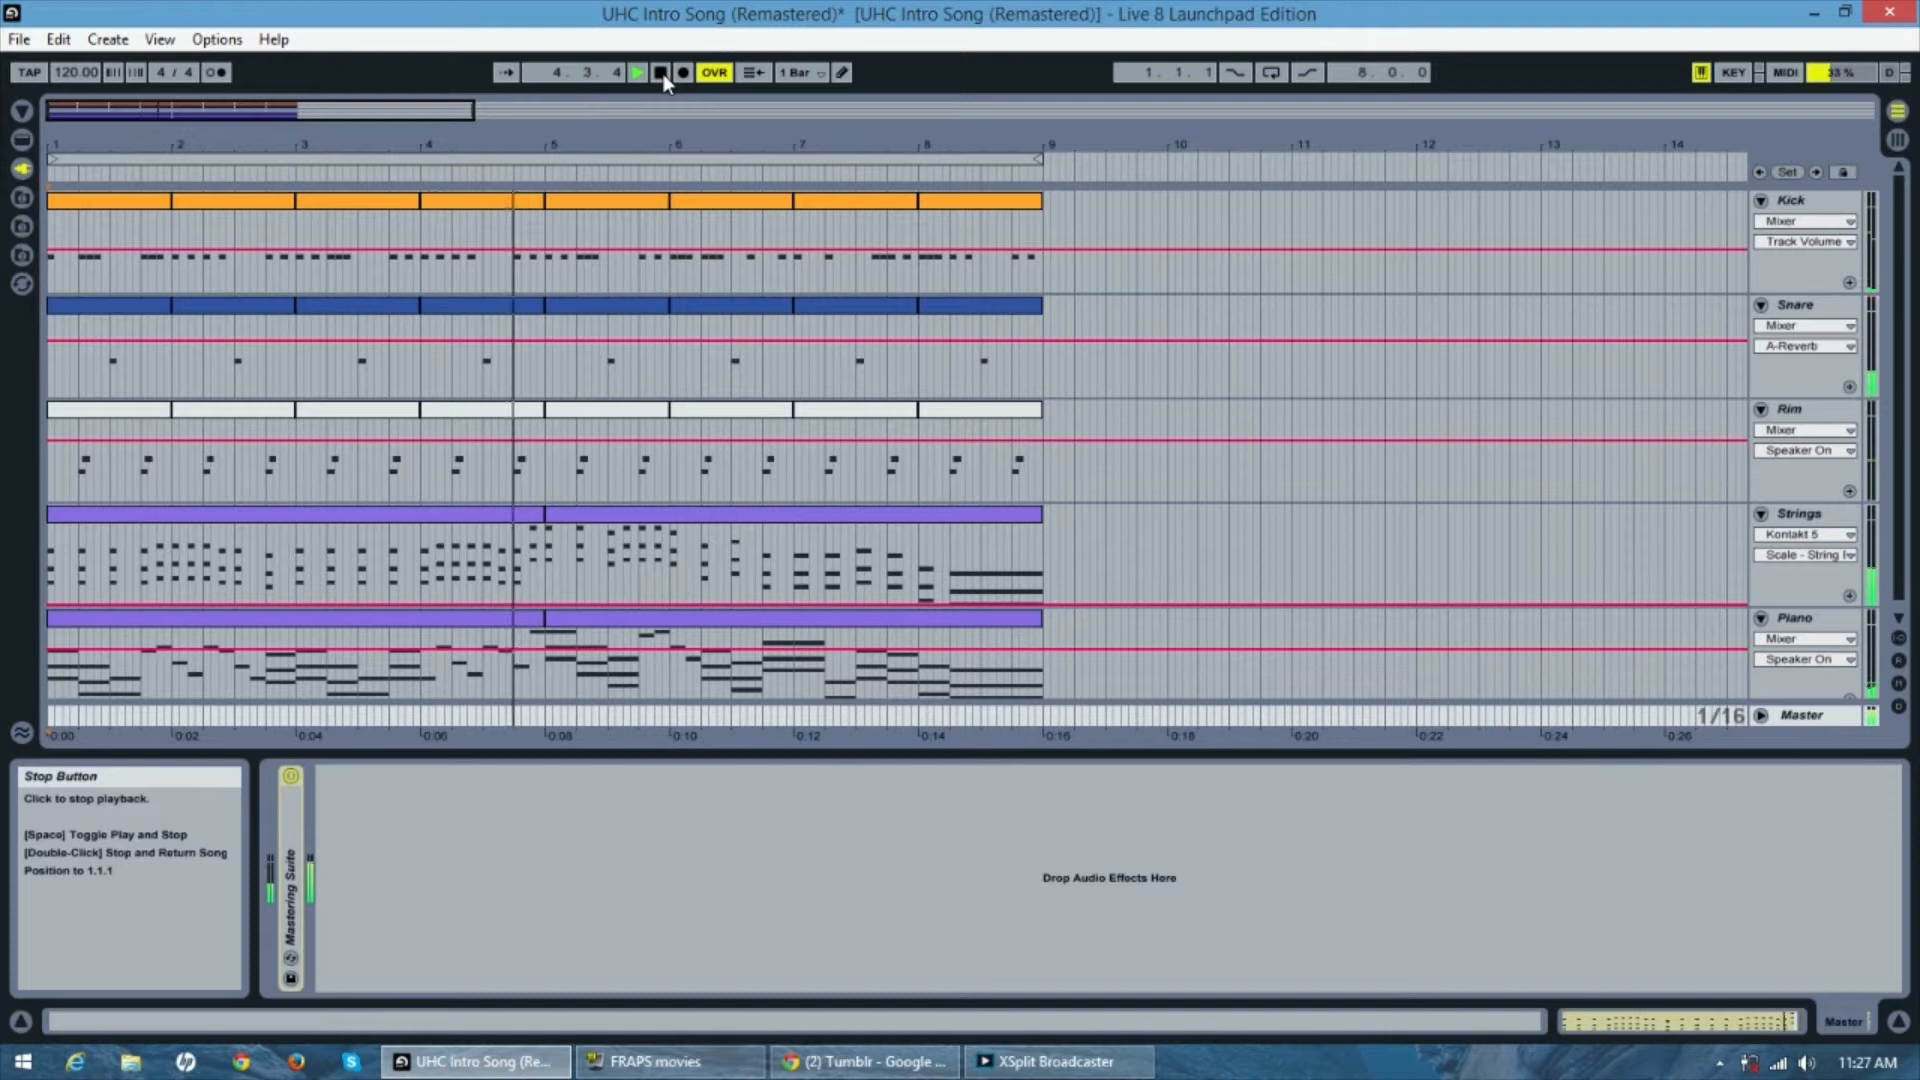 UHC Intro Song (Remastered)* [UHC Intro Song (Remastered)] - Live 8 Launchpad Edition
File Edit Create View Options Help
TAP 120.00 4 / 4 4. 3. 4 OVR 1 Bar 1. 1. 1 8. 0. 0 KEY MIDI 33 % D
1 2 3 4 5 6 7 8 9 10 11 12 13 14
Set
Kick
Mixer
Track Volume
Snare
Mixer
A-Reverb
Rim
Mixer
Speaker On
Strings
Kontakt 5
Scale - String I
Piano
Mixer
Speaker On
1/16 Master
0:00 0:02 0:04 0:06 0:08 0:10 0:12 0:14 0:16 0:18 0:20 0:22 0:24 0:26
Stop Button
Click to stop playback.
[Space] Toggle Play and Stop
[Double-Click] Stop and Return Song
Position to 1.1.1
Mastering Suite
Drop Audio Effects Here
Master
UHC Intro Song (Re... FRAPS movies (2) Tumblr - Google ... XSplit Broadcaster 11:27 AM